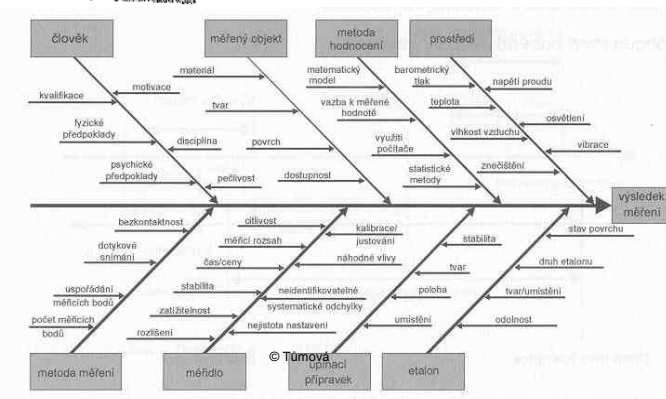 člověk
měřený objekt
metoda
hodnocení
prostředí
kvalifikace
motivace
fyzické
předpoklady
disciplína
psychické
předpoklady
pečlivost
materiál
tvar
povrch
dostupnost
matematický
model
vazba k měřené
hodnotě
využití
počítače
statistické
metody
barometrický
tlak
napětí proudu
teplota
osvětlení
vlhkost vzduchu
vibrace
znečištění
výsledek
měření
bezkontaktnost
dotykové
snímání
uspořádání
měřicích bodů
počet měřicích
bodů
citlivost
kalibrace/
justování
měřicí rozsah
náhodné vlivy
čas/ceny
stabilita
neidentifikovatelné
systematické odchylky
zatížitelnost
nejistota nastavení
rozlišení
stabilita
tvar
poloha
umístění
stav povrchu
druh etalonu
tvar/umístění
odolnost
metoda měření
měřidlo
© Tůmová
upínací
přípravek
etalon